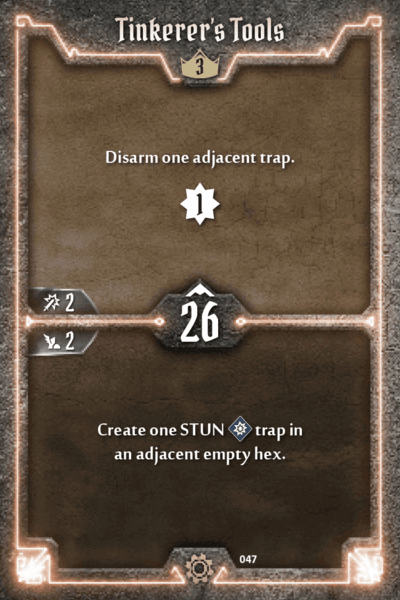 Tinkerer's Tools
3
Disarm one adjacent trap.
1
2
26
2
Create one STUN trap in
an adjacent empty hex.
047